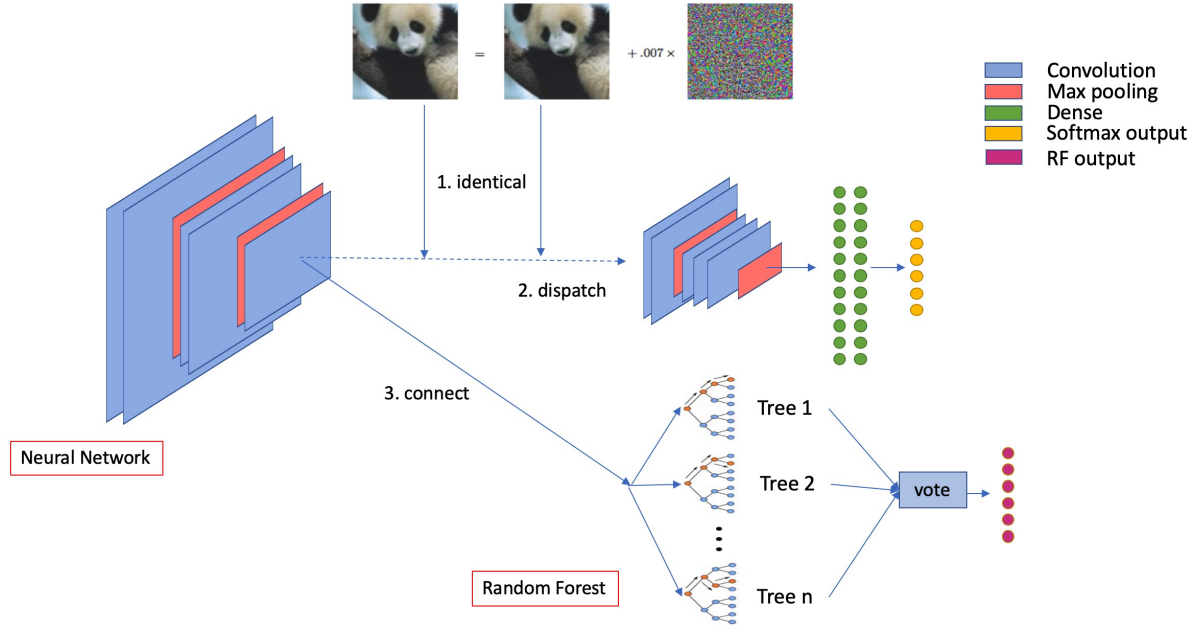 = + .007 ×
Convolution
Max pooling
Dense
Softmax output
RF output
1. identical
2. dispatch
3. connect
Tree 1
Neural Network
Tree 2
vote
Random Forest
Tree n